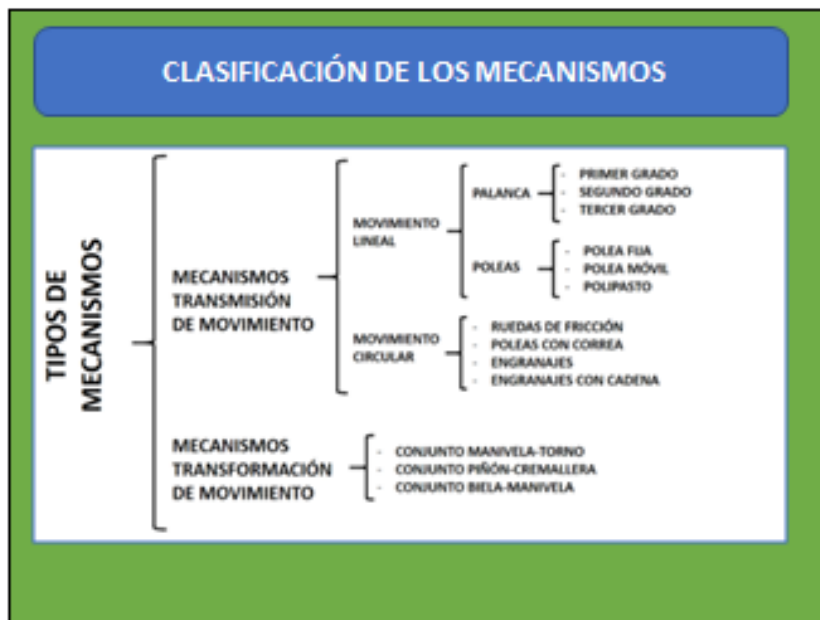 CLASIFICACIÓN DE LOS MECANISMOS
TIPOS DE
MECANISMOS
MECANISMOS
TRANSMISIÓN
DE MOVIMIENTO
MOVIMIENTO
LINEAL
PALANCA
- PRIMER GRADO
- SEGUNDO GRADO
- TERCER GRADO
POLEAS
- POLEA FIJA
- POLEA MÓVIL
- POLIPASTO
MOVIMIENTO
CIRCULAR
- RUEDAS DE FRICCIÓN
- POLEAS CON CORREA
- ENGRANAJES
- ENGRANAJES CON CADENA
MECANISMOS
TRANSFORMACIÓN
DE MOVIMIENTO
- CONJUNTO MANIVELA-TORNO
- CONJUNTO PIÑÓN-CREMALLERA
- CONJUNTO BIELA-MANIVELA